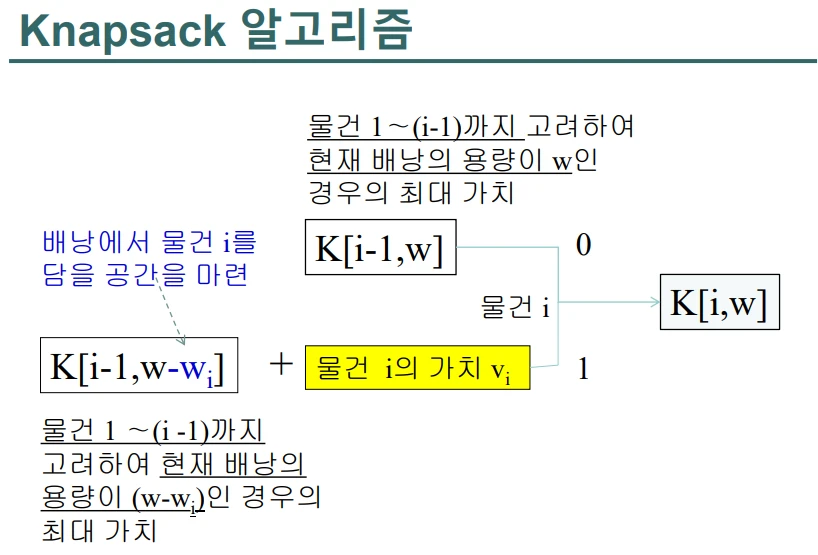 Knapsack 알고리즘
물건 1～(i-1)까지 고려하여
현재 배낭의 용량이 w인
경우의 최대 가치
배낭에서 물건 i를
담을 공간을 마련
K[i-1,w]
0
물건 i
K[i,w]
K[i-1,w-wi]
+
물건 i의 가치 vi
1
물건 1 ～(i -1)까지
고려하여 현재 배낭의
용량이 (w-wi)인 경우의
최대 가치